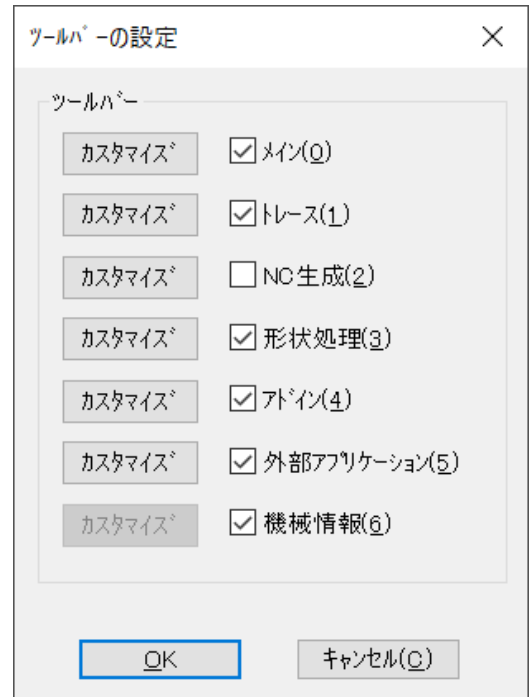 ﾂｰﾙﾊﾞｰの設定
ﾂｰﾙﾊﾞｰ
ｶｽﾀﾏｲｽﾞ ﾒｲﾝ(0)
ｶｽﾀﾏｲｽﾞ ﾄﾚｰｽ(1)
ｶｽﾀﾏｲｽﾞ NC生成(2)
ｶｽﾀﾏｲｽﾞ 形状処理(3)
ｶｽﾀﾏｲｽﾞ ｱﾄﾞｲﾝ(4)
ｶｽﾀﾏｲｽﾞ 外部ｱﾌﾟﾘｹｰｼｮﾝ(5)
ｶｽﾀﾏｲｽﾞ 機械情報(6)
OK ｷｬﾝｾﾙ(C)